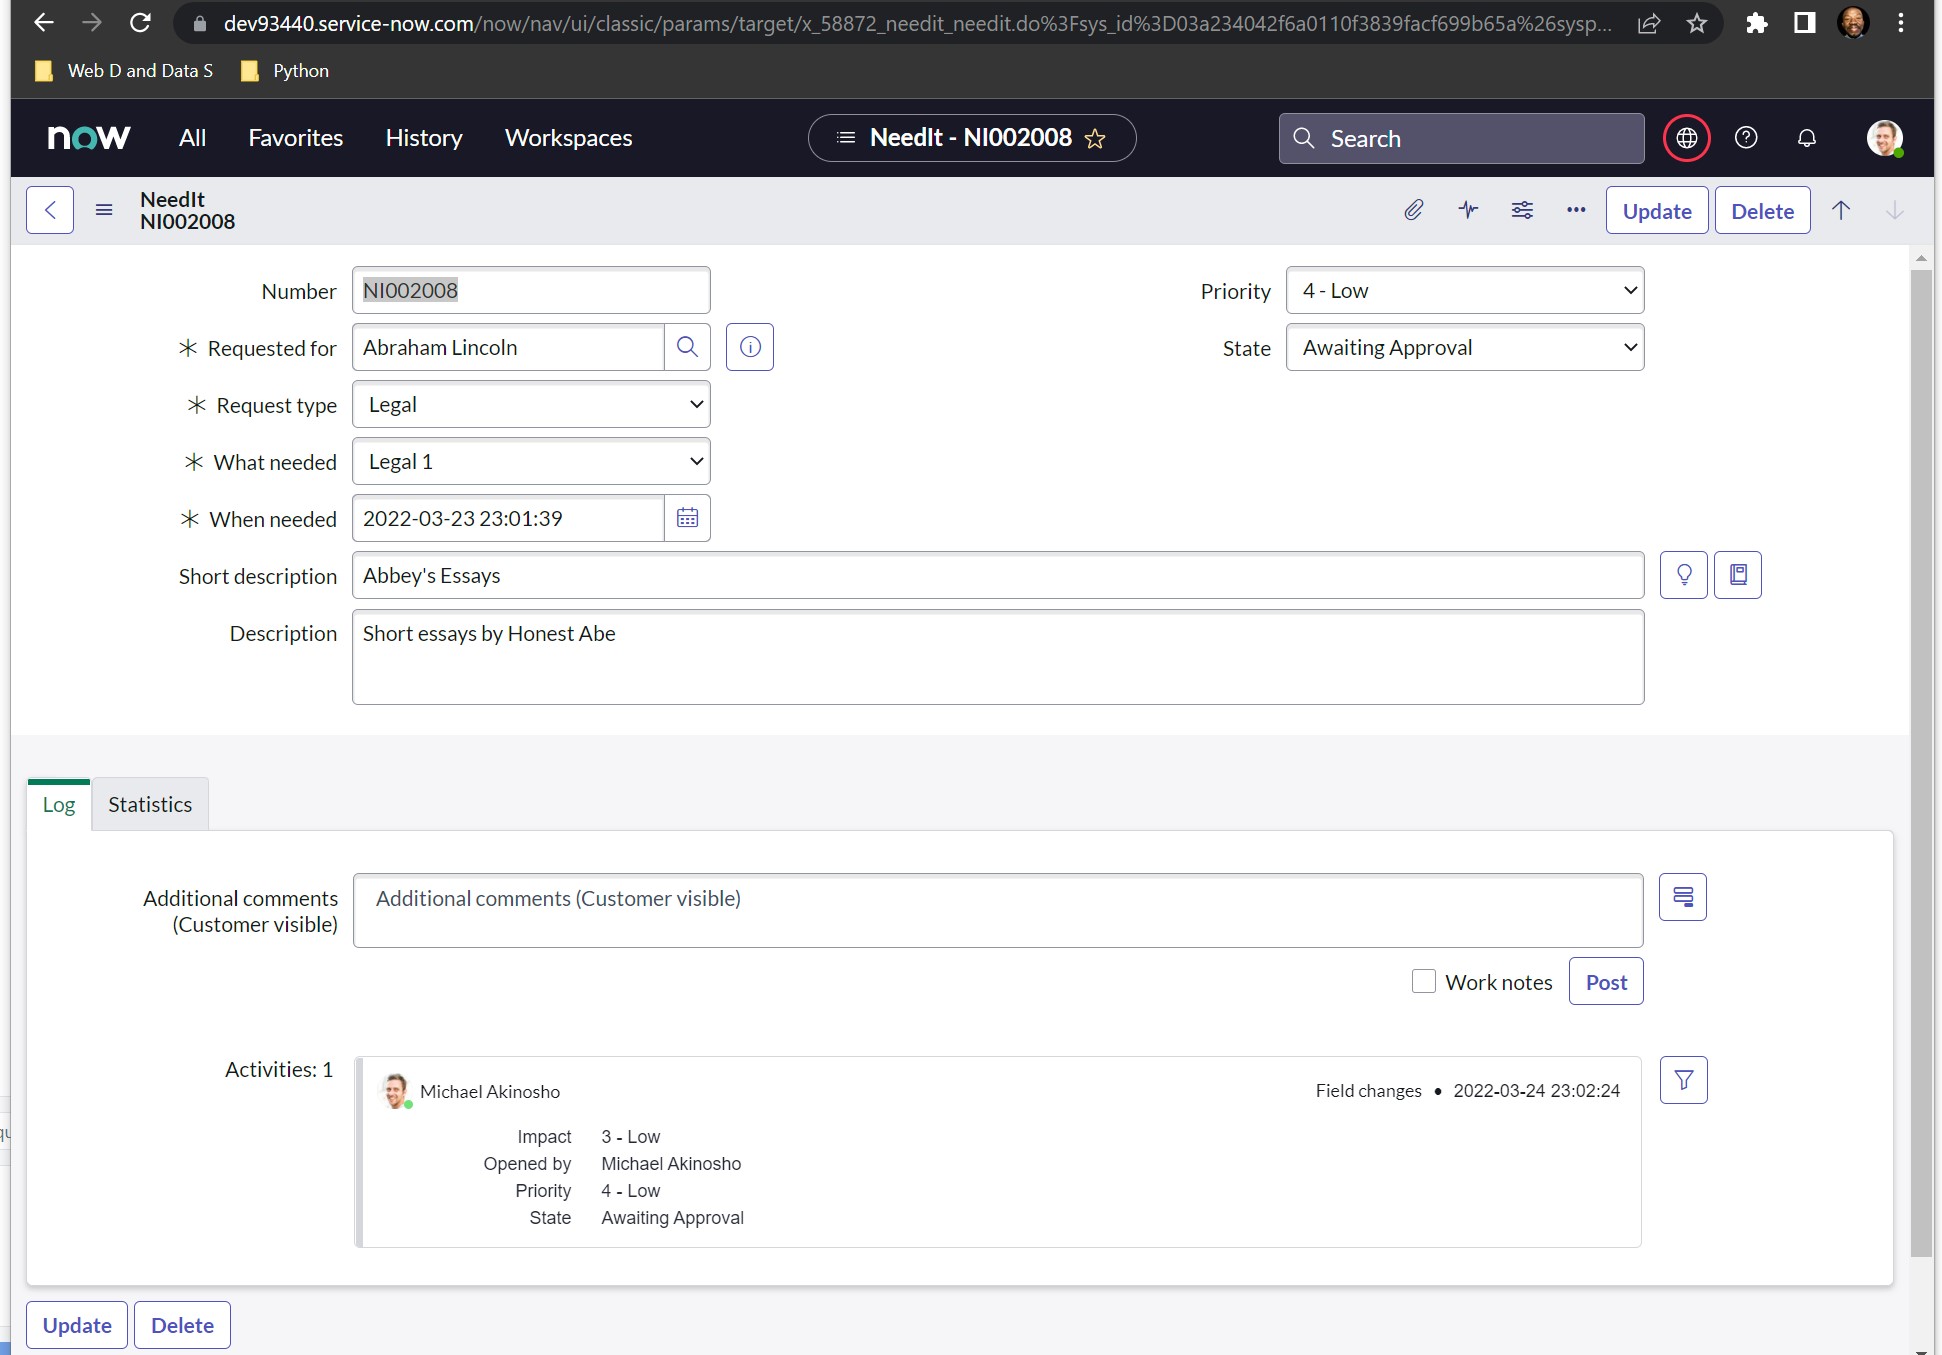 dev93440.service-now.com/now/nav/ui/classic/params/target/x_58872_needit_needit.do%3Fsys_id%3D03a234042f6a0110f3839facf699b65a%26sysp...
Web D and Data S
Python
now
All
Favorites
History
Workspaces
NeedIt - NI002008
Search
NeedIt
NI002008
Update
Delete
Number
NI002008
Priority
4 - Low
Requested for
Abraham Lincoln
State
Awaiting Approval
Request type
Legal
What needed
Legal 1
When needed
2022-03-23 23:01:39
Short description
Abbey's Essays
Description
Short essays by Honest Abe
Log
Statistics
Additional comments
(Customer visible)
Additional comments (Customer visible)
Work notes
Post
Activities: 1
Michael Akinosho
Field changes • 2022-03-24 23:02:24
Impact 3 - Low
Opened by Michael Akinosho
Priority 4 - Low
State Awaiting Approval
Update
Delete